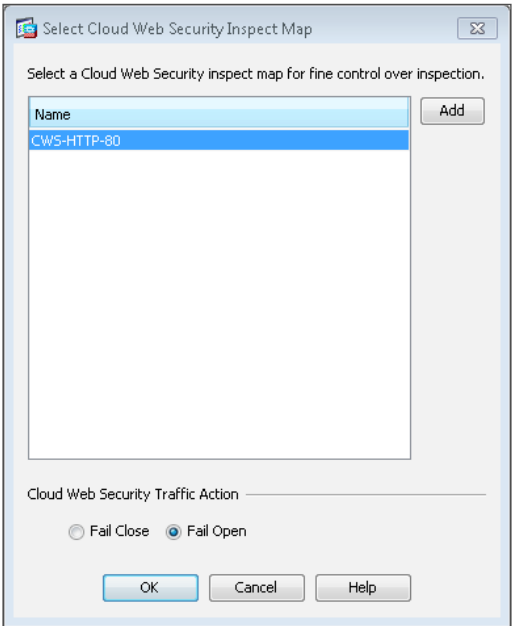 Select Cloud Web Security Inspect Map
Select a Cloud Web Security inspect map for fine control over inspection.
Name
Add
CWS-HTTP-80
Cloud Web Security Traffic Action
Fail Close Fail Open
OK Cancel Help